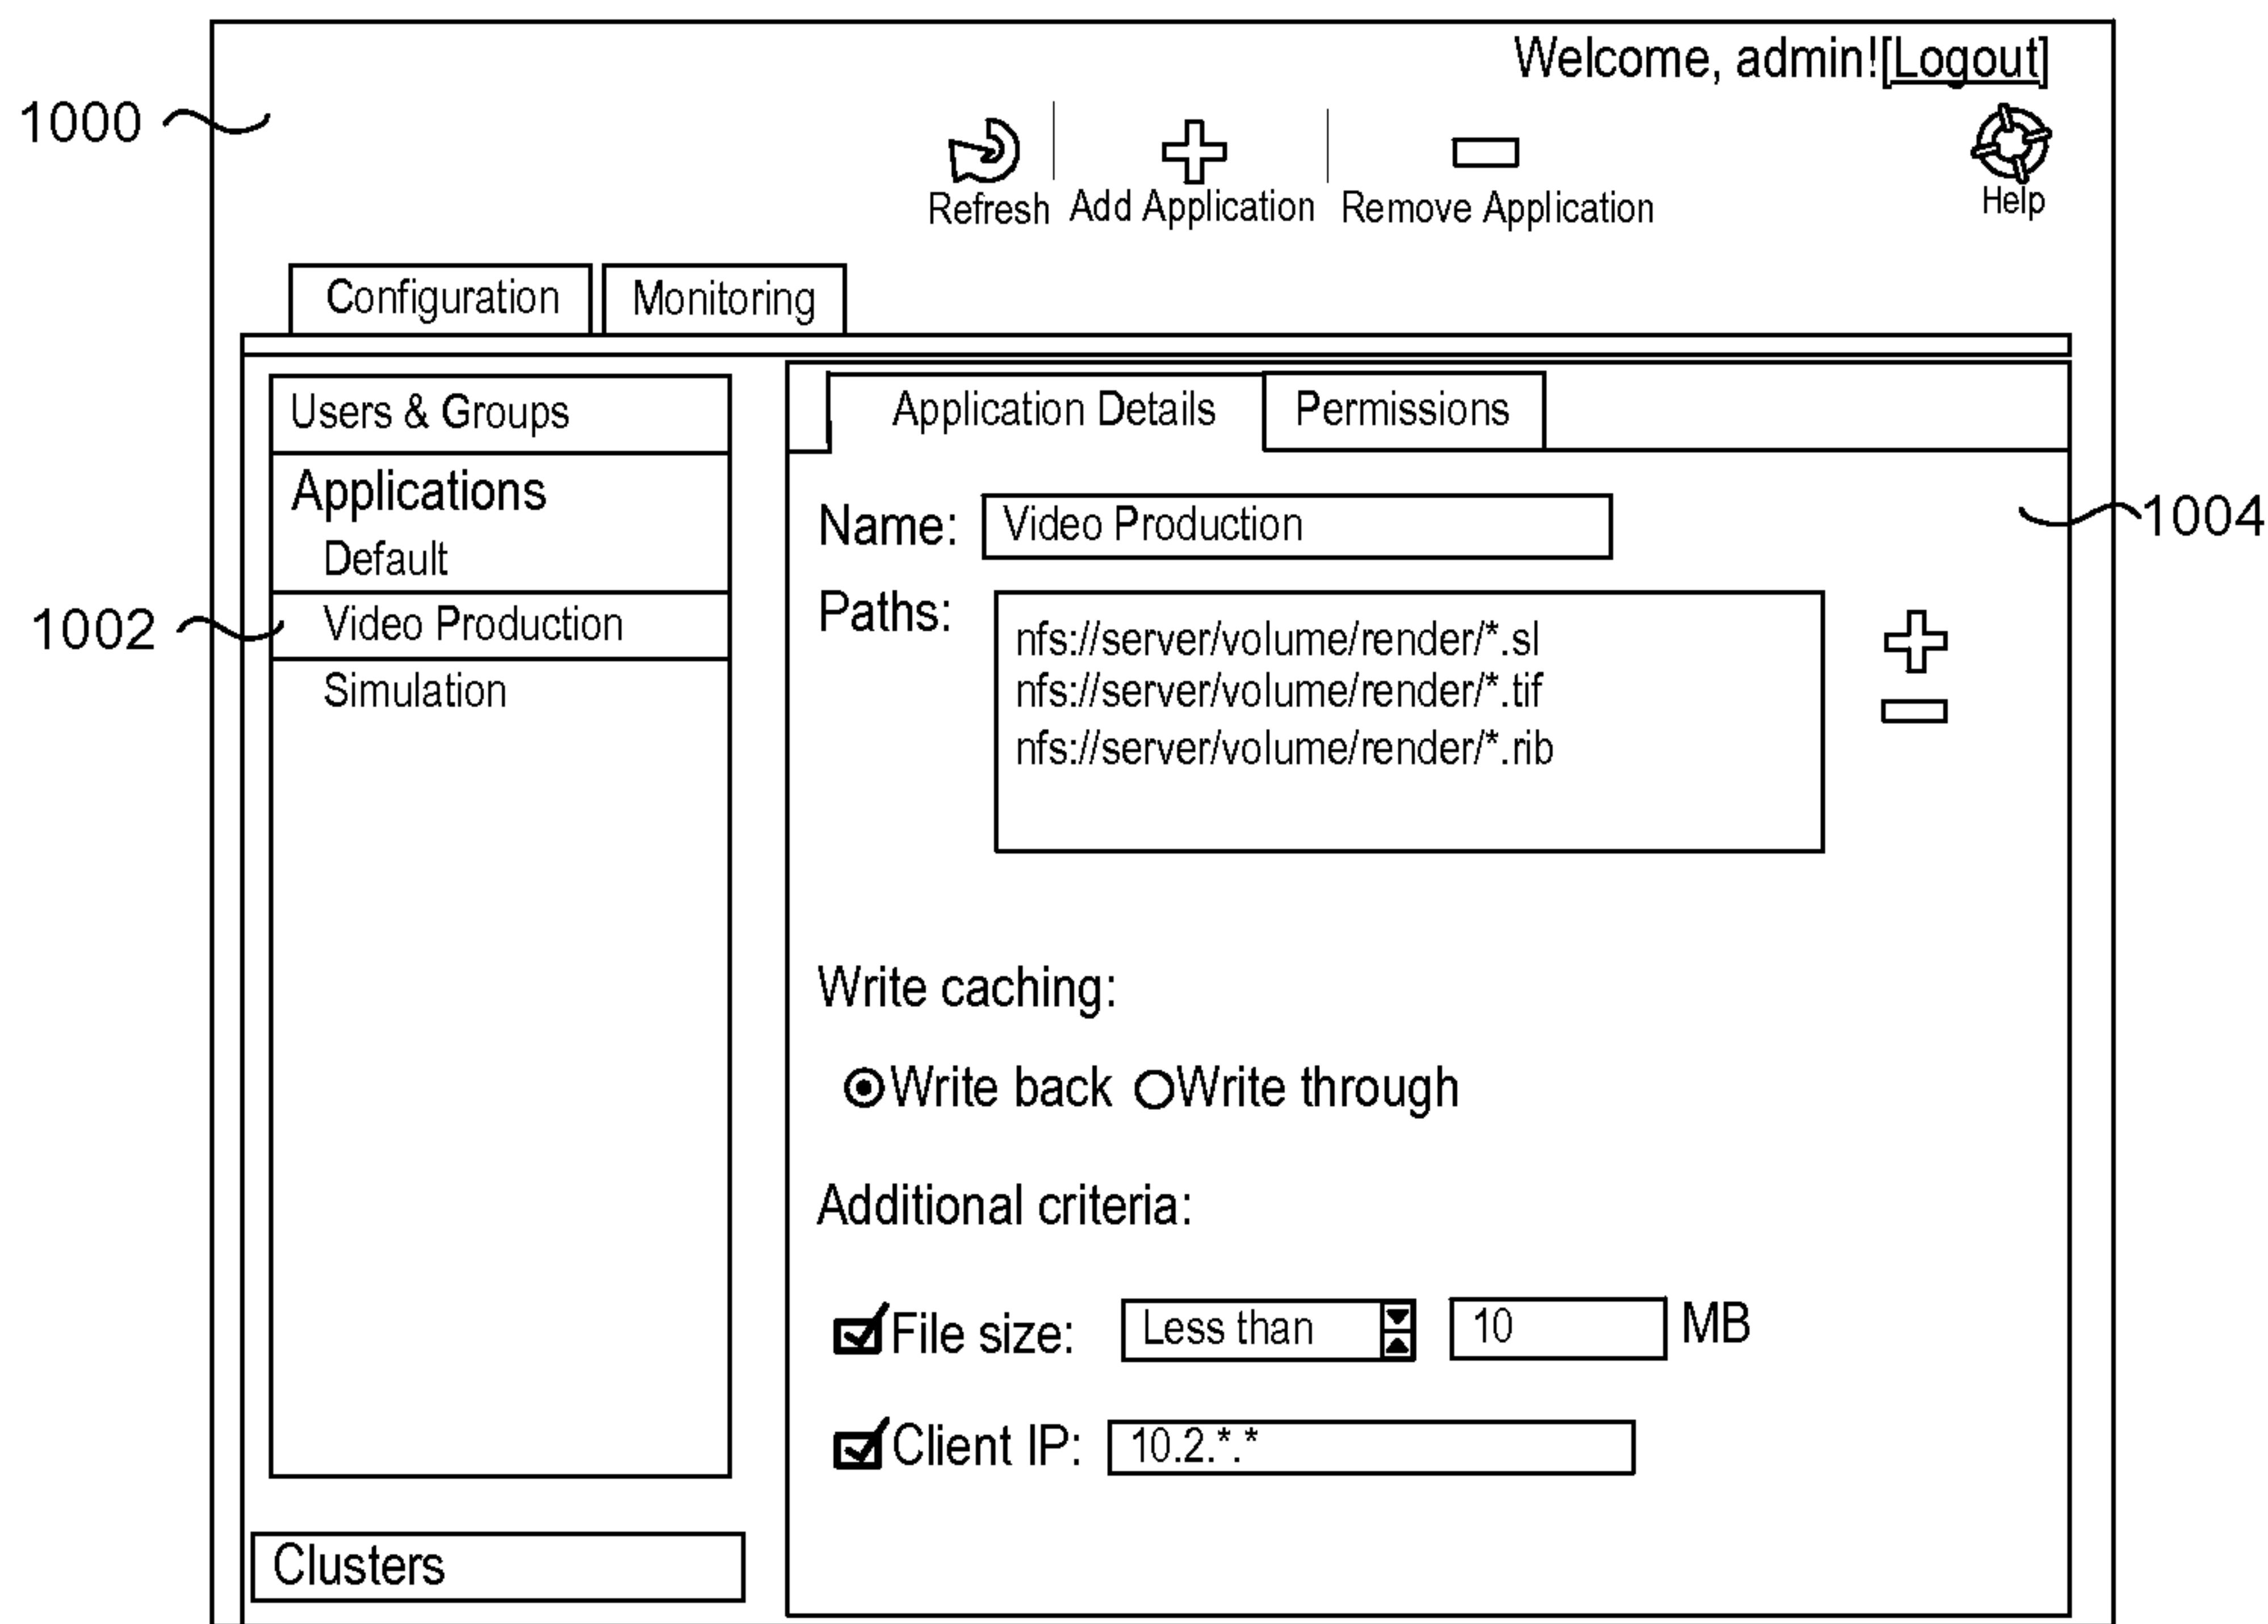 Welcome, admin![Logout]
1000
Refresh Add Application Remove Application Help
Configuration Monitoring
Users & Groups
Applications
Default
1002
Video Production
Simulation
Clusters
Application Details Permissions
1004
Name: Video Production
Paths:
nfs://server/volume/render/*.sl
nfs://server/volume/render/*.tif
nfs://server/volume/render/*.rib
Write caching:
Write back Write through
Additional criteria:
File size: Less than 10 MB
Client IP: 10.2.*.*